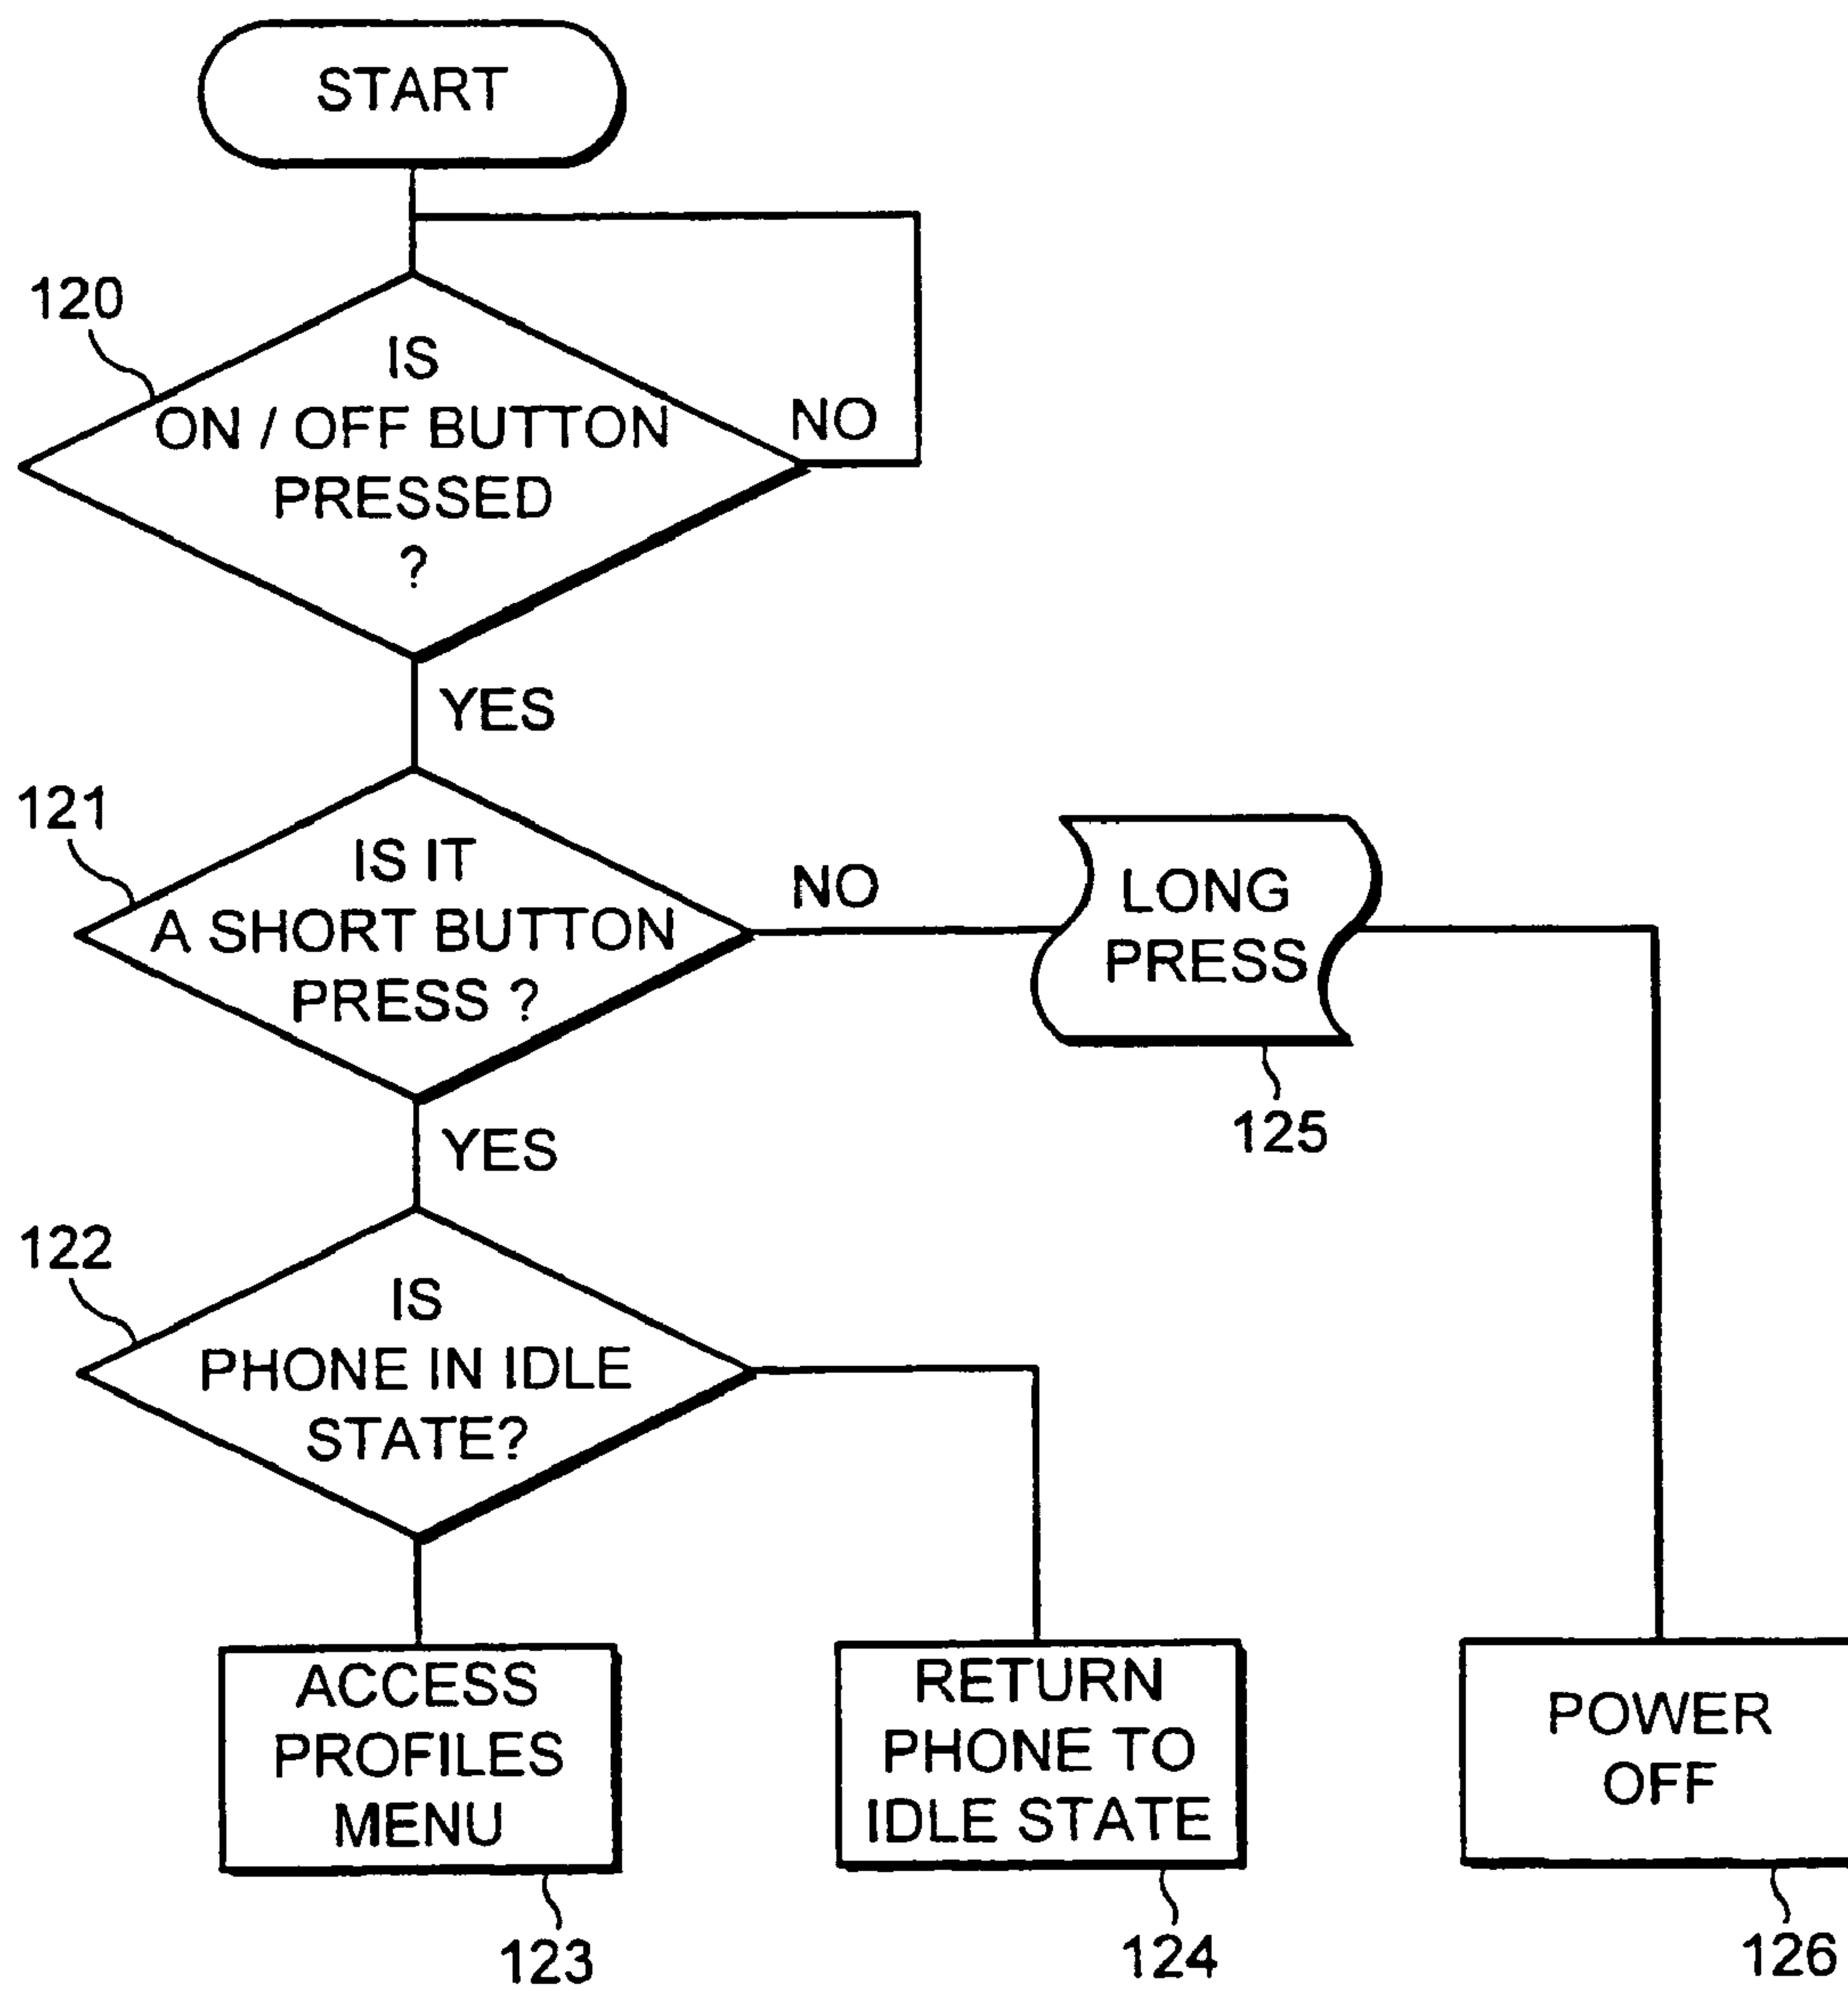 START
120
IS
ON / OFF BUTTON
PRESSED
?
NO
YES
121
IS IT
A SHORT BUTTON
PRESS ?
NO
LONG
PRESS
125
YES
122
IS
PHONE IN IDLE
STATE?
ACCESS
PROFILES
MENU
123
RETURN
PHONE TO
IDLE STATE
124
POWER
OFF
126